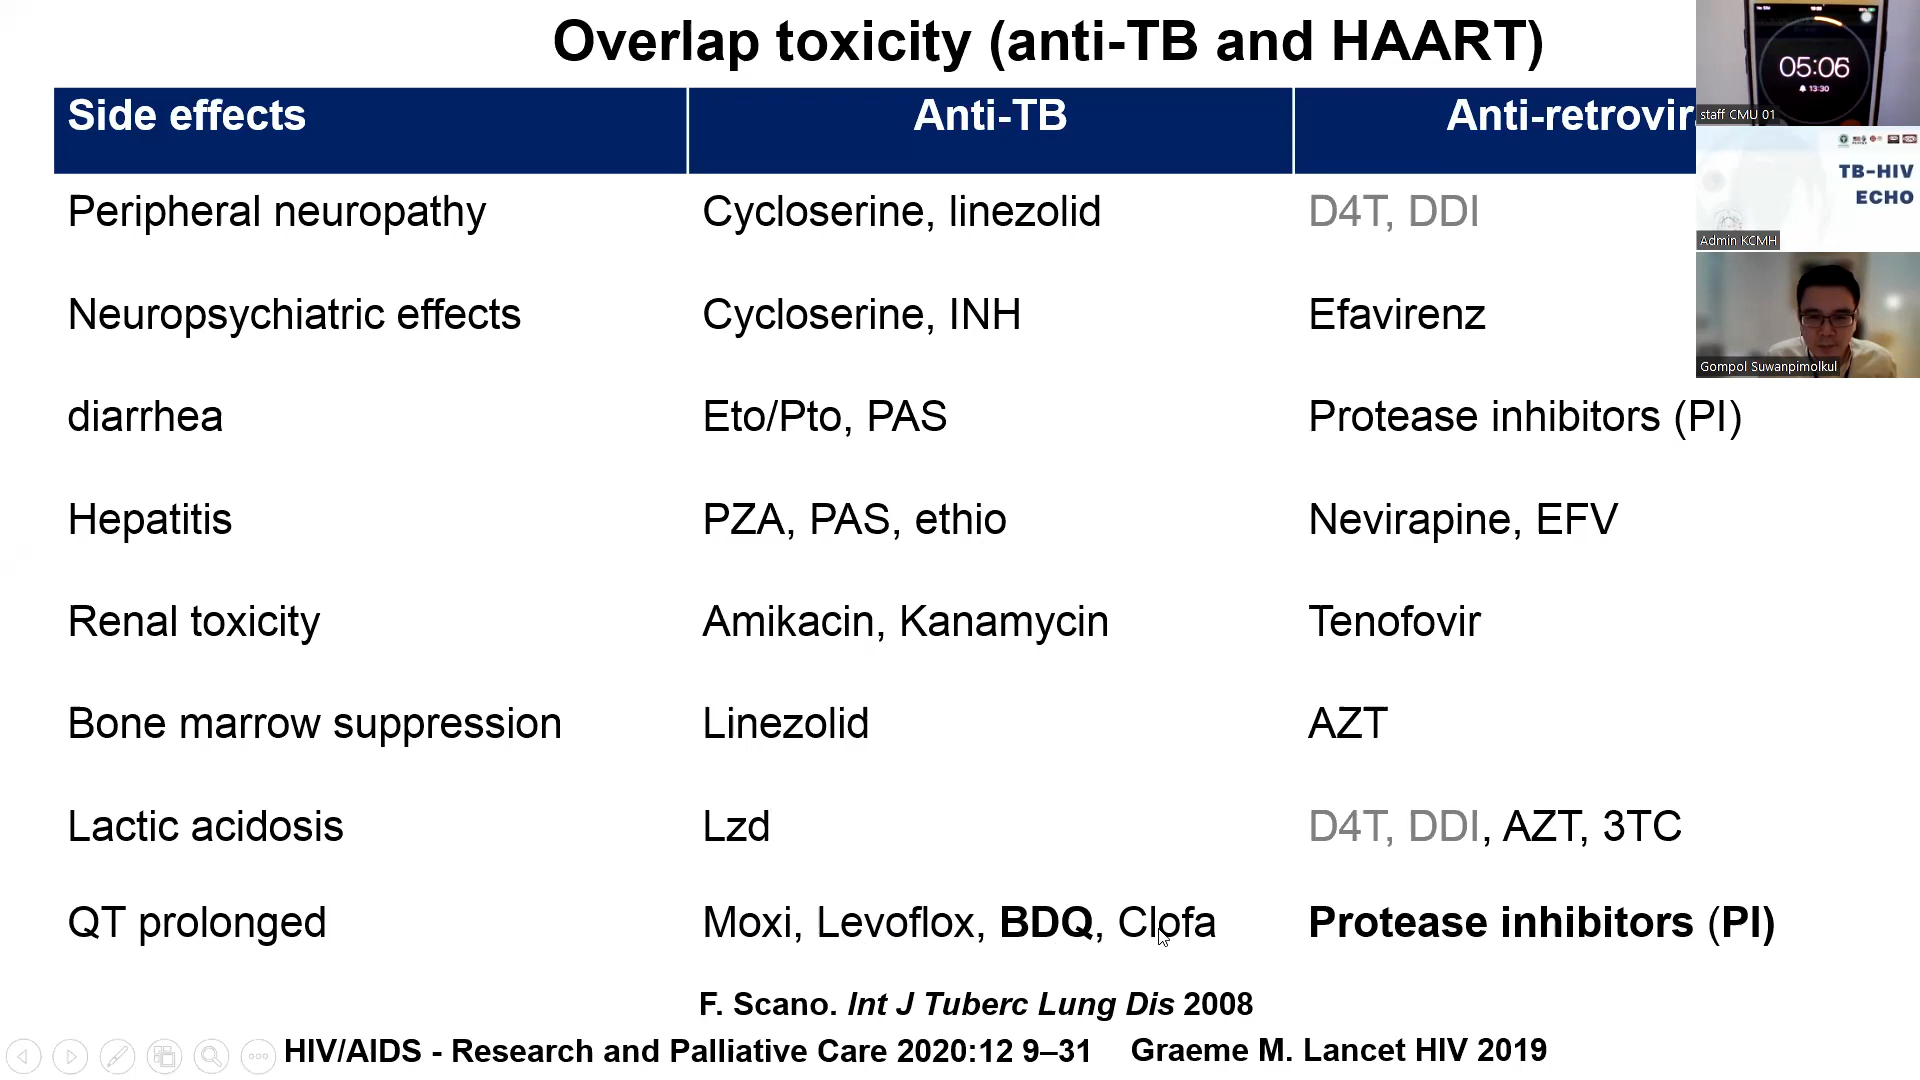 Overlap toxicity (anti-TB and HAART)
Side effects Anti-TB Anti-retrovir
Peripheral neuropathy Cycloserine, linezolid D4T, DDI
Neuropsychiatric effects Cycloserine, INH Efavirenz
diarrhea Eto/Pto, PAS Protease inhibitors (PI)
Hepatitis PZA, PAS, ethio Nevirapine, EFV
Renal toxicity Amikacin, Kanamycin Tenofovir
Bone marrow suppression Linezolid AZT
Lactic acidosis Lzd D4T, DDI, AZT, 3TC
QT prolonged Moxi, Levoflox, BDQ, Clofa Protease inhibitors (PI)
F. Scano. Int J Tuberc Lung Dis 2008
HIV/AIDS - Research and Palliative Care 2020:12 9–31 Graeme M. Lancet HIV 2019
05:06
13:30
staff CMU 01
TB-HIV
ECHO
Admin KCMH
Gompol Suwanpimolkul